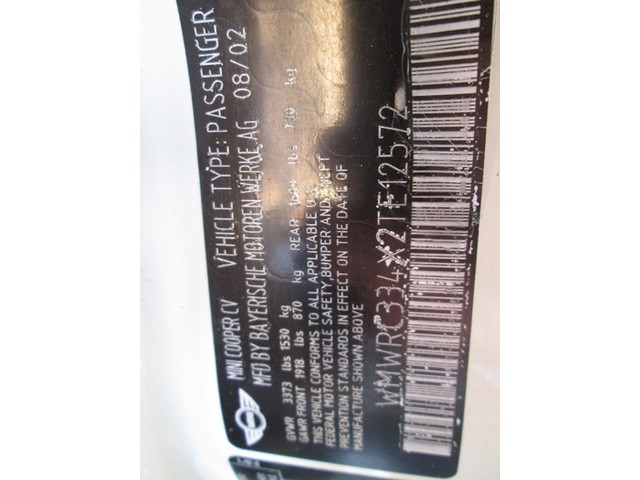 MINI COOPER CV VEHICLE TYPE: PASSENGER
MFD BY BAYERISCHE MOTOREN WERKE AG 08/02
GVWR 3373 lbs 1530 kg
GAWR FRONT 1918 lbs 870 kg REAR lbs 730 kg
THIS VEHICLE CONFORMS TO ALL APPLICABLE U.S.
FEDERAL MOTOR VEHICLE SAFETY, BUMPER AND THEFT
PREVENTION STANDARDS IN EFFECT ON THE DATE OF
MANUFACTURE SHOWN ABOVE
WMWRC334X2TE12572